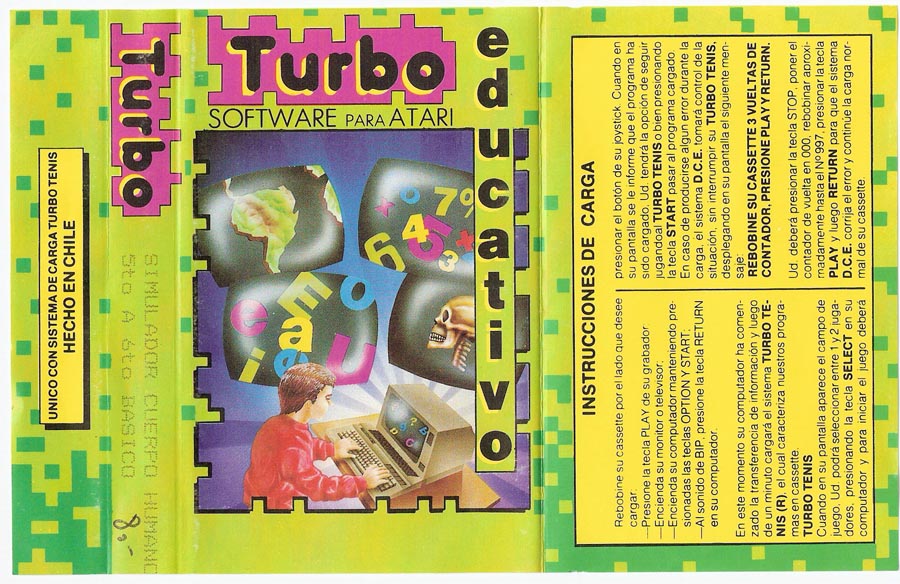 UNICO CON SISTEMA DE CARGA TURBO TENIS
HECHO EN CHILE
Turbo
SIMULADOR CUERPO HUMANO
5to A 6to BASICO
8,-
Turbo
SOFTWARE PARA ATARI
educativo
INSTRUCCIONES DE CARGA
Rebobine su cassette por el lado que desee
cargar:
—Presione la tecla PLAY de su grabador:
—Encienda su monitor o televisor;
—Encienda su computador manteniendo pre-
sionadas las teclas OPTION Y START;
—Al sonido de BIP, presione la tecla RETURN
en su computador.
En este momento su computador ha comen-
zado la transferencia de información y luego
de un minuto cargará el sistema TURBO TE-
NIS (R), el cual caracteriza nuestros progra-
mas en cassette.
TURBO TENIS
Cuando en su pantalla aparece el campo de
juego. Ud. podrá seleccionar entre 1 y 2 juga-
dores, presionando la tecla SELECT en su
computador y para iniciar el juego deberá
presionar el botón de su joystick. Cuando en
su pantalla se le informe que el programa ha
sido cargado. Ud. tendrá la opción de seguir
jugandoal TURBO TENIS o bien presionando
la tecla START pasar al programa cargado.
En caso de producirse algun error durante la
carga, el sistema D.C.E. tomará control de la
situación, sin interrumpir su TURBO TENIS,
desplegando en su pantalla el siguiente men-
saje:
REBOBINE SU CASSETTE 3 VUELTAS DE
CONTADOR, PRESIONE PLAY Y RETURN.
Ud. deberá presionar la tecla STOP, poner el
contador de vuelta en 000, rebobinar aproxi-
madamente hasta el Nº 997, presionar la tecla
PLAY y luego RETURN para que el sistema
D.C.E. corrija el error y continúe la carga nor-
mal de su cassette.